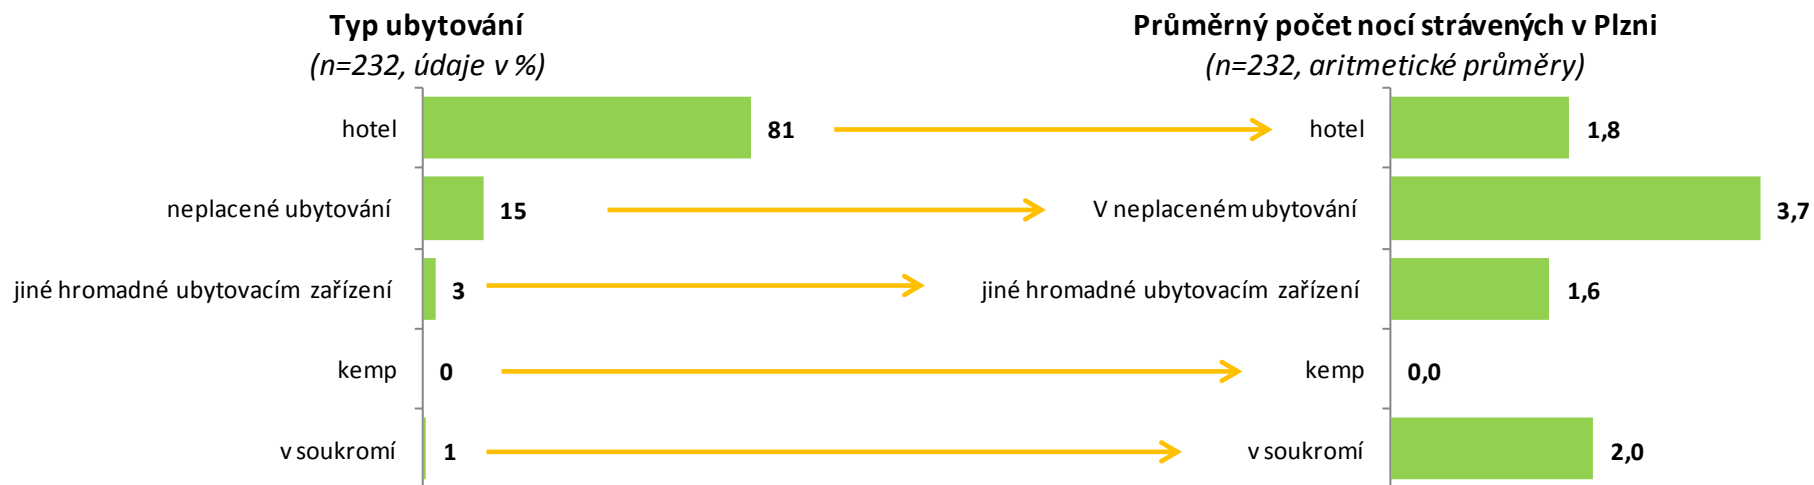 Typ ubytování
(n=232, údaje v %)
hotel
81
neplacené ubytování
15
jiné hromadné ubytovacím zařízení
3
kemp
0
v soukromí
1
Průměrný počet nocí strávených v Plzni
(n=232, aritmetické průměry)
hotel
1,8
V neplaceném ubytování
3,7
jiné hromadné ubytovacím zařízení
1,6
kemp
0,0
v soukromí
2,0